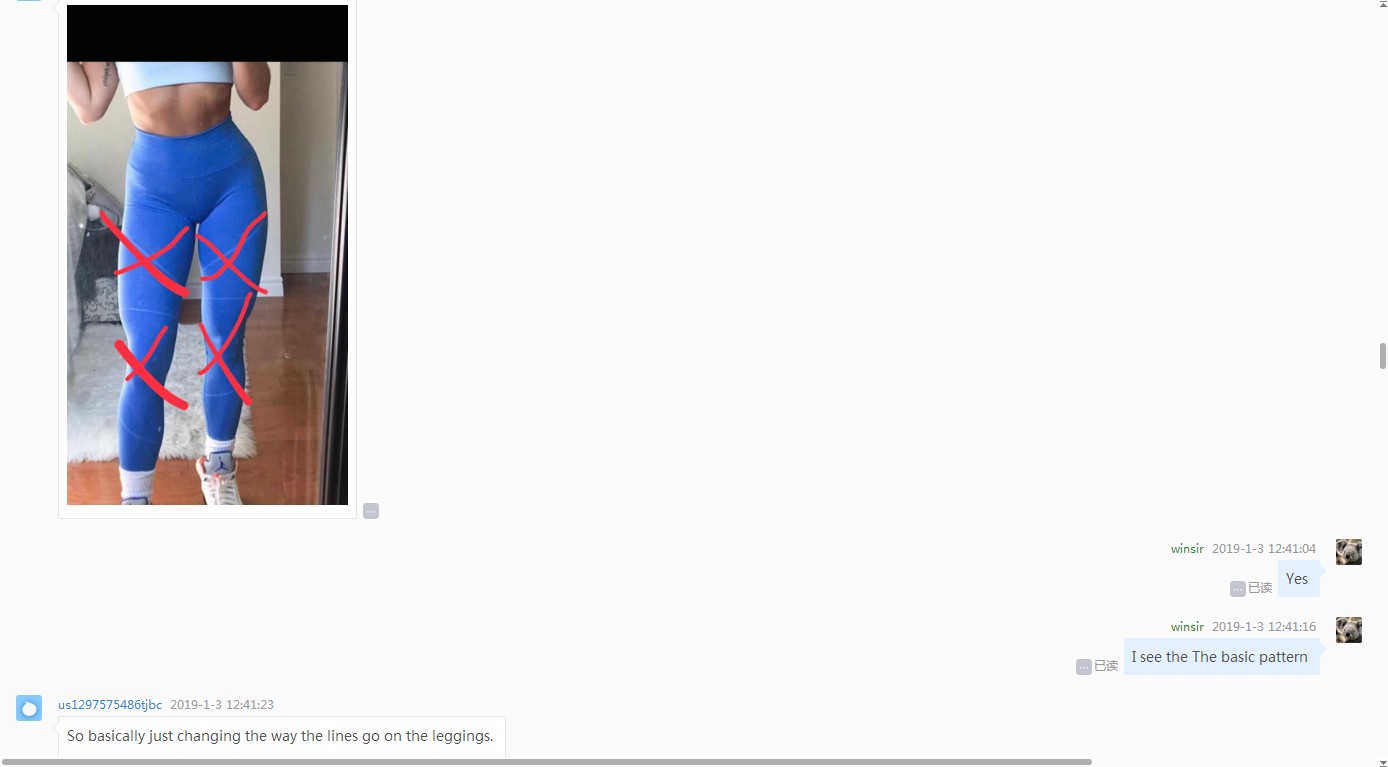 winsir 2019-1-3 12:41:04
Yes
... 已读
winsir 2019-1-3 12:41:16
I see the The basic pattern
... 已读
us1297575486tjbc 2019-1-3 12:41:23
So basically just changing the way the lines go on the leggings.